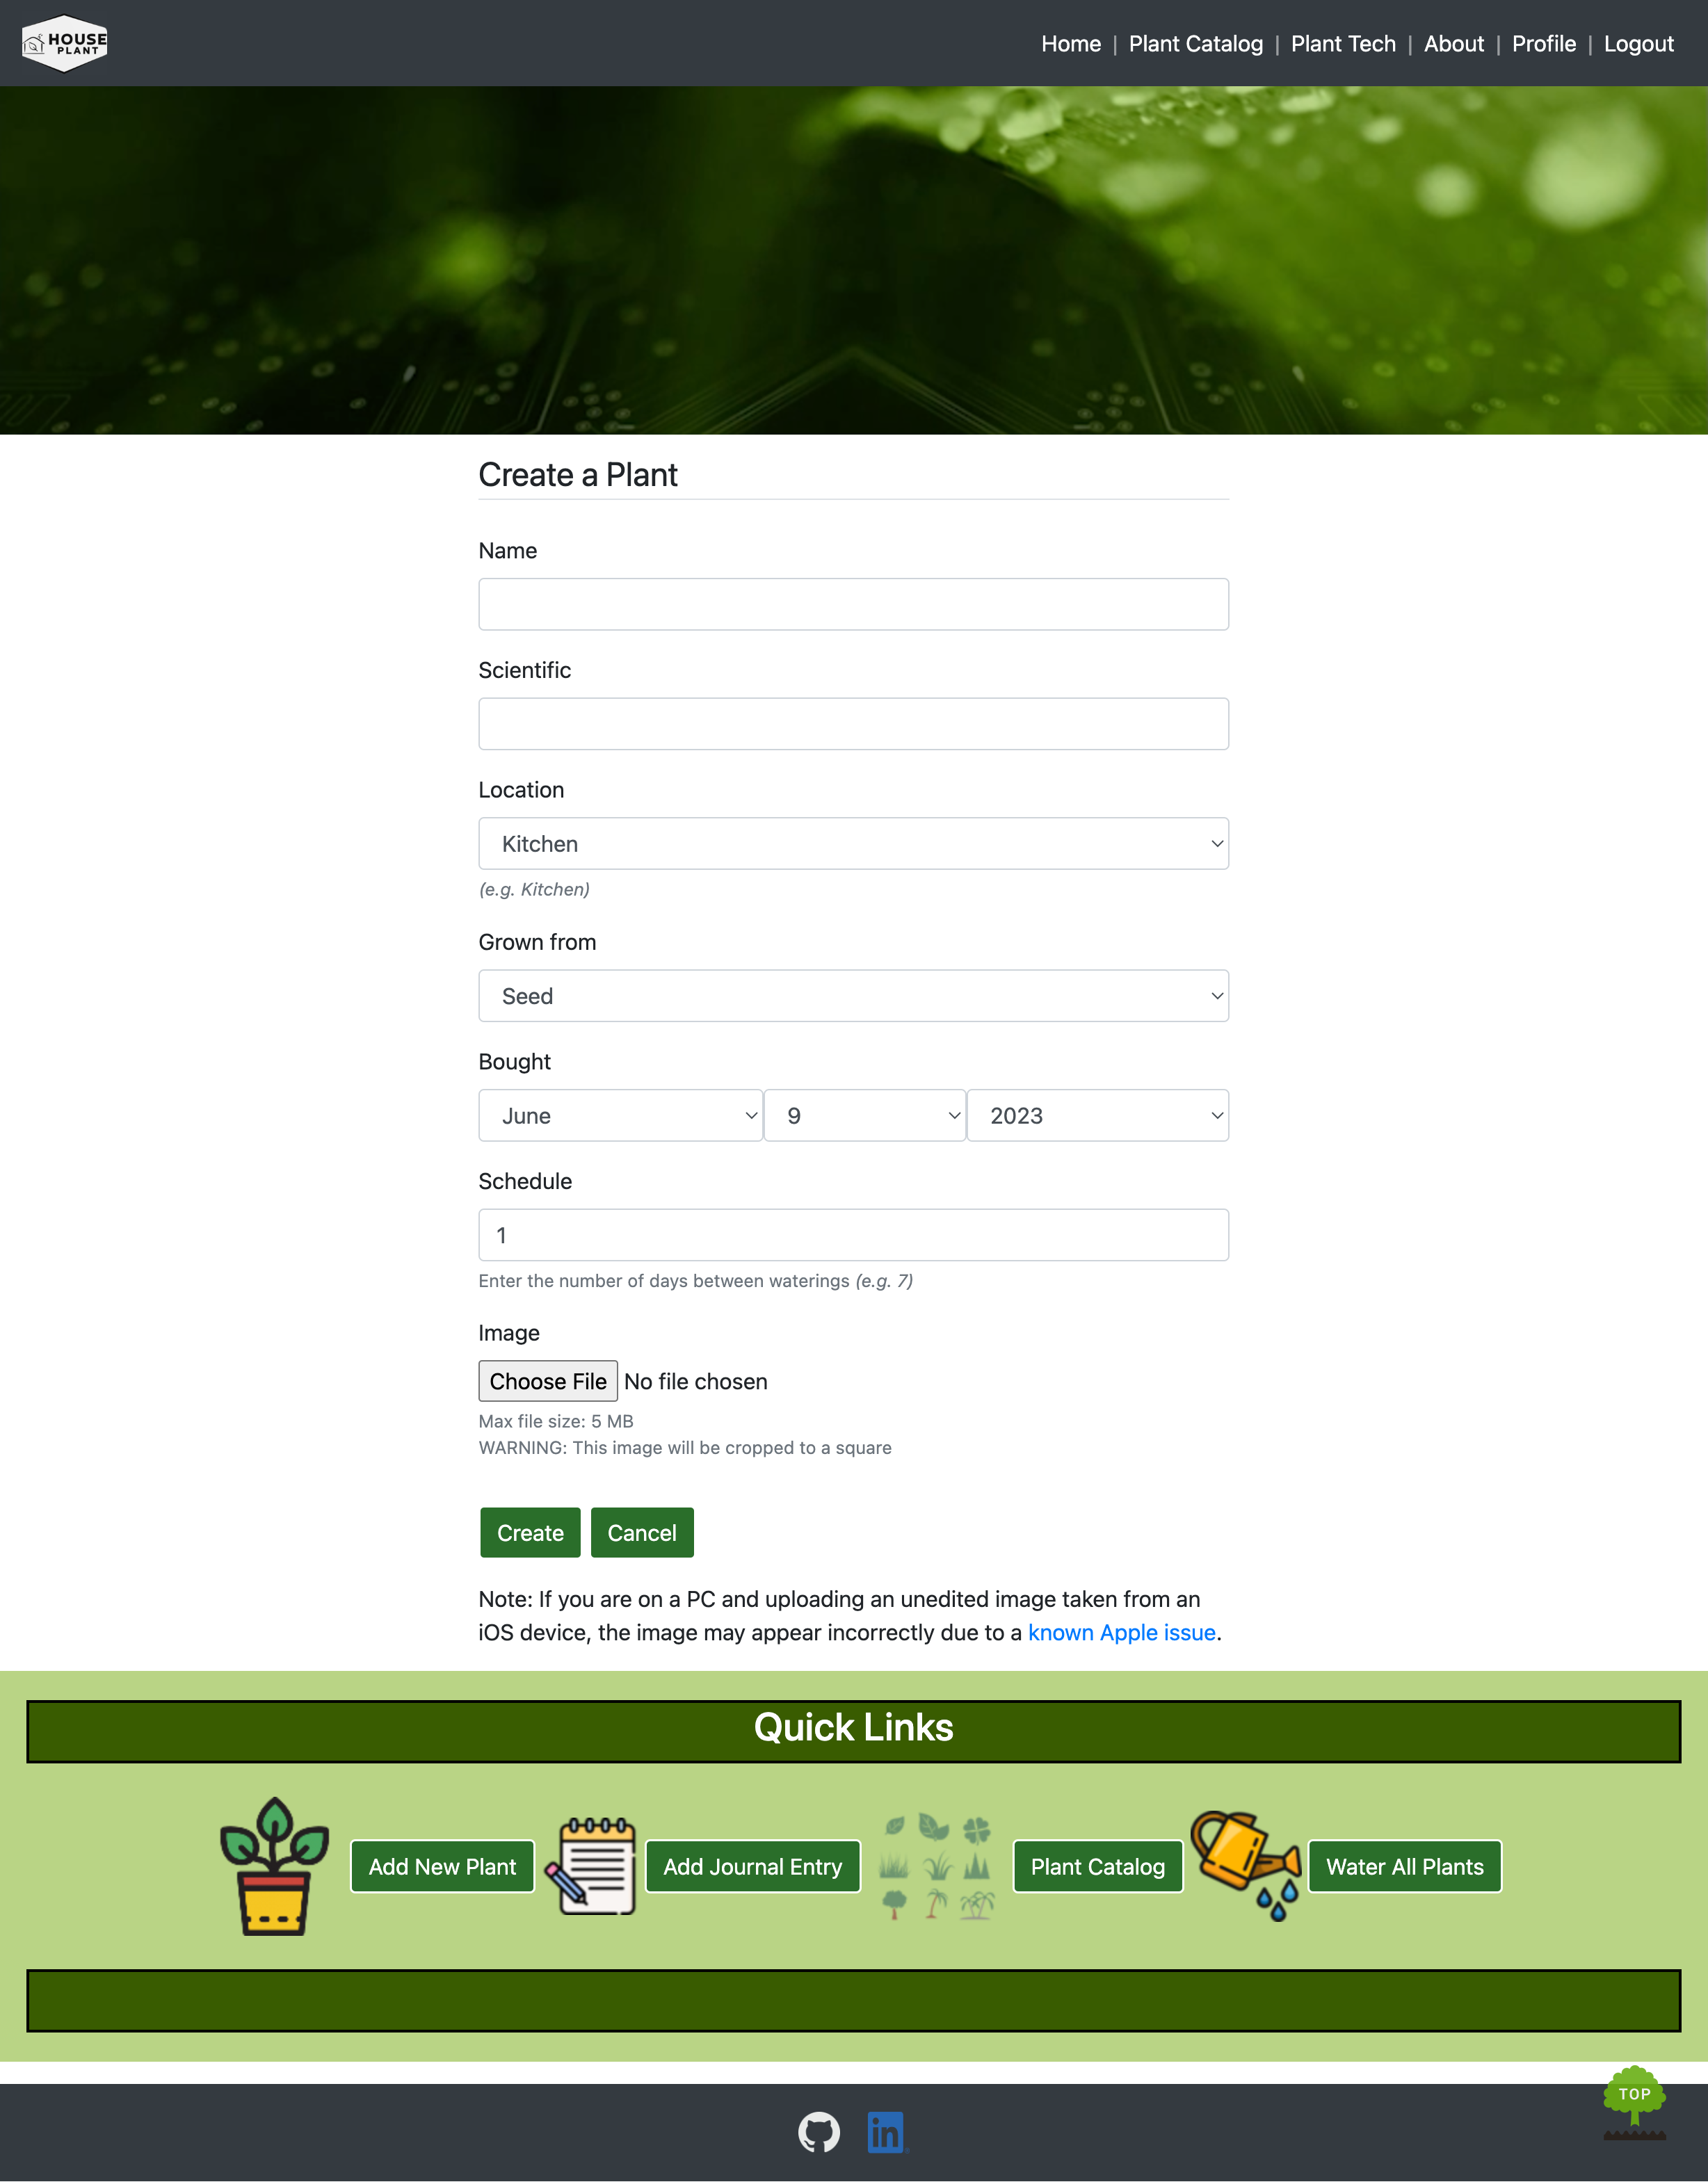 HOUSE
PLANT
Home | Plant Catalog | Plant Tech | About | Profile | Logout
Create a Plant
Name
Scientific
Location
Kitchen
(e.g. Kitchen)
Grown from
Seed
Bought
June 9 2023
Schedule
1
Enter the number of days between waterings (e.g. 7)
Image
Choose File No file chosen
Max file size: 5 MB
WARNING: This image will be cropped to a square
Create Cancel
Note: If you are on a PC and uploading an unedited image taken from an
iOS device, the image may appear incorrectly due to a known Apple issue.
Quick Links
Add New Plant Add Journal Entry Plant Catalog Water All Plants
TOP
in